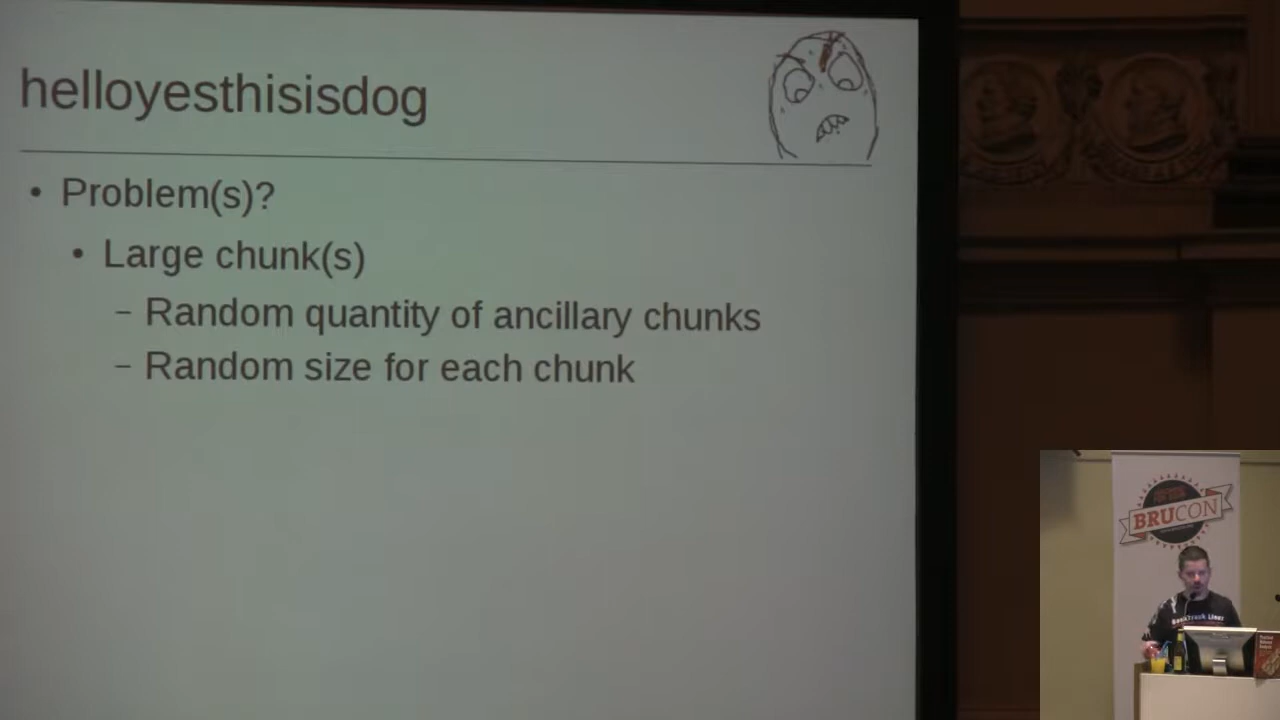 helloyesthisisdog
• Problem(s)?
• Large chunk(s)
– Random quantity of ancillary chunks
– Random size for each chunk
BRUCON